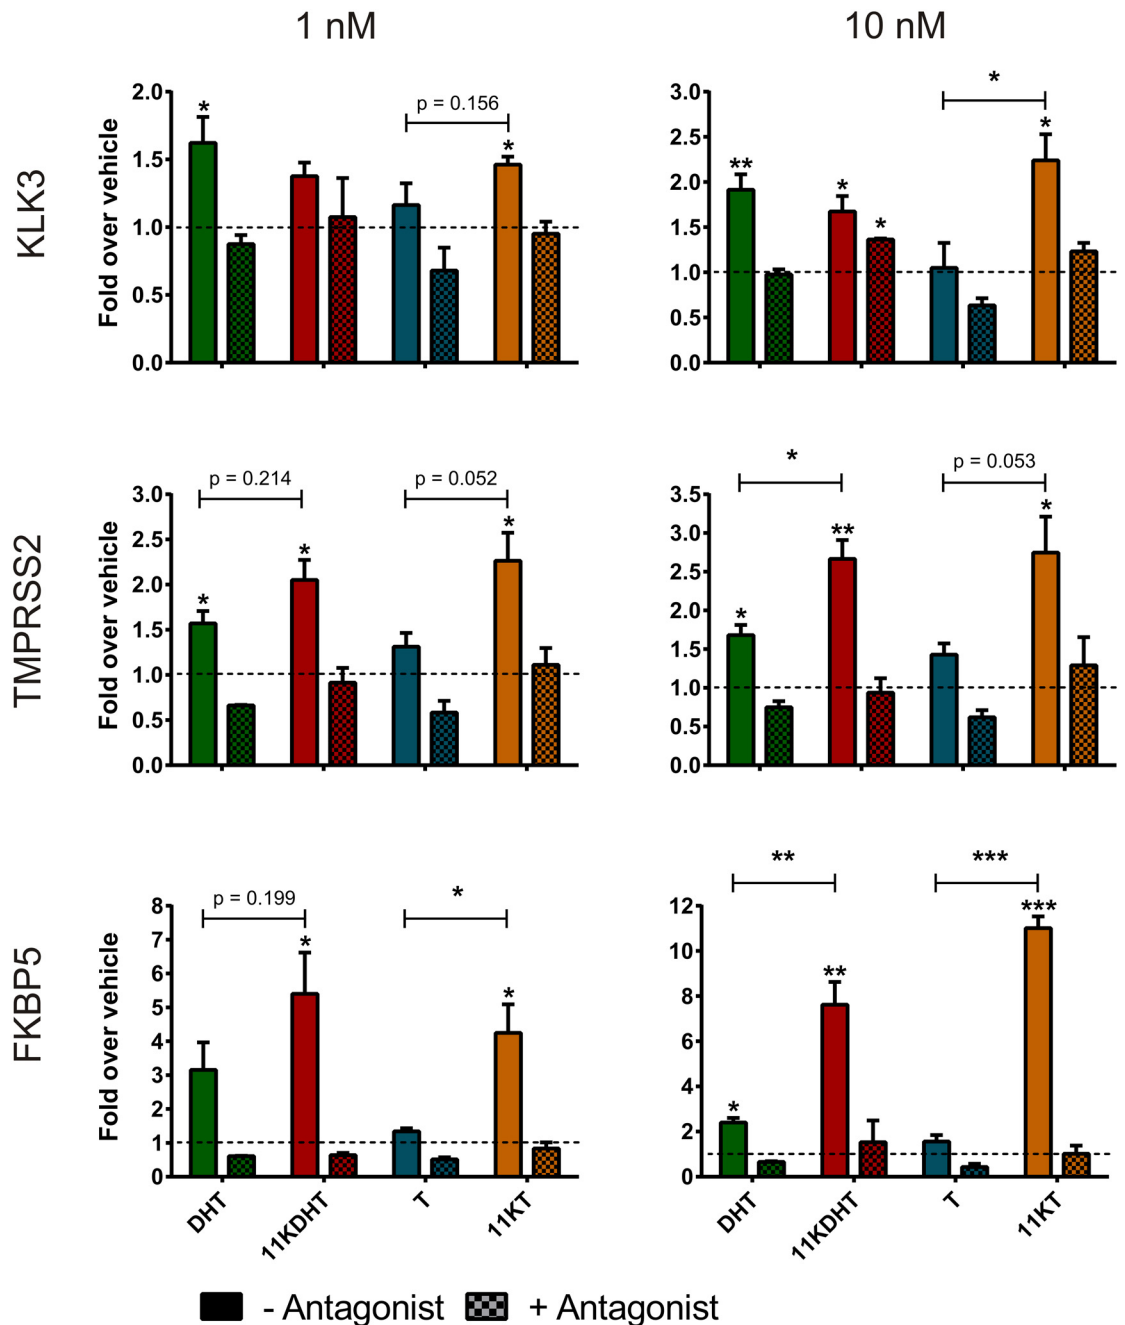 1 nM
10 nM
KLK3
Fold over vehicle
2.0
1.5
1.0
0.5
0.0
*
p = 0.156
*
3.0
2.5
2.0
1.5
1.0
0.5
0.0
**
*
*
*
*
TMPRSS2
Fold over vehicle
3.0
2.5
2.0
1.5
1.0
0.5
0.0
p = 0.214
p = 0.052
*
*
*
3.5
3.0
2.5
2.0
1.5
1.0
0.5
0.0
*
p = 0.053
*
**
*
FKBP5
Fold over vehicle
8
7
6
5
4
3
2
1
0
p = 0.199
*
*
*
DHT
11KDHT
T
11KT
12
10
8
6
4
2
0
**
***
*
**
***
DHT
11KDHT
T
11KT
- Antagonist
+ Antagonist